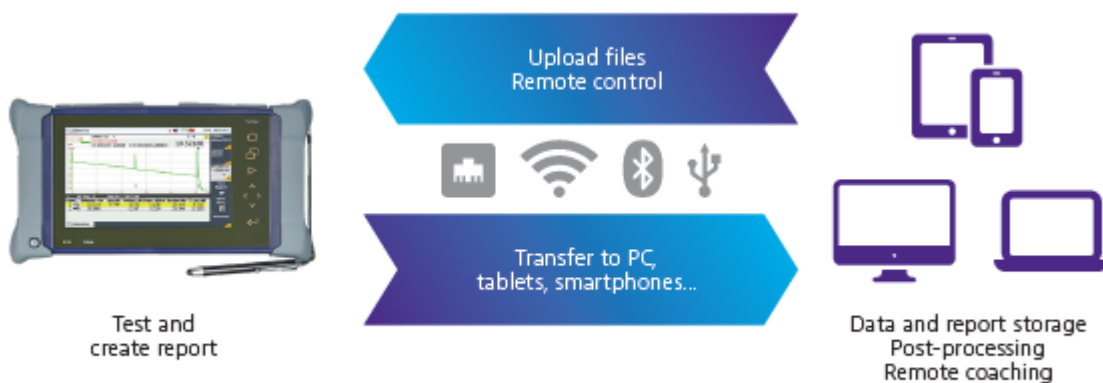 Upload files
Remote control
Transfer to PC,
tablets, smartphones...
Test and
create report
Data and report storage
Post-processing
Remote coaching